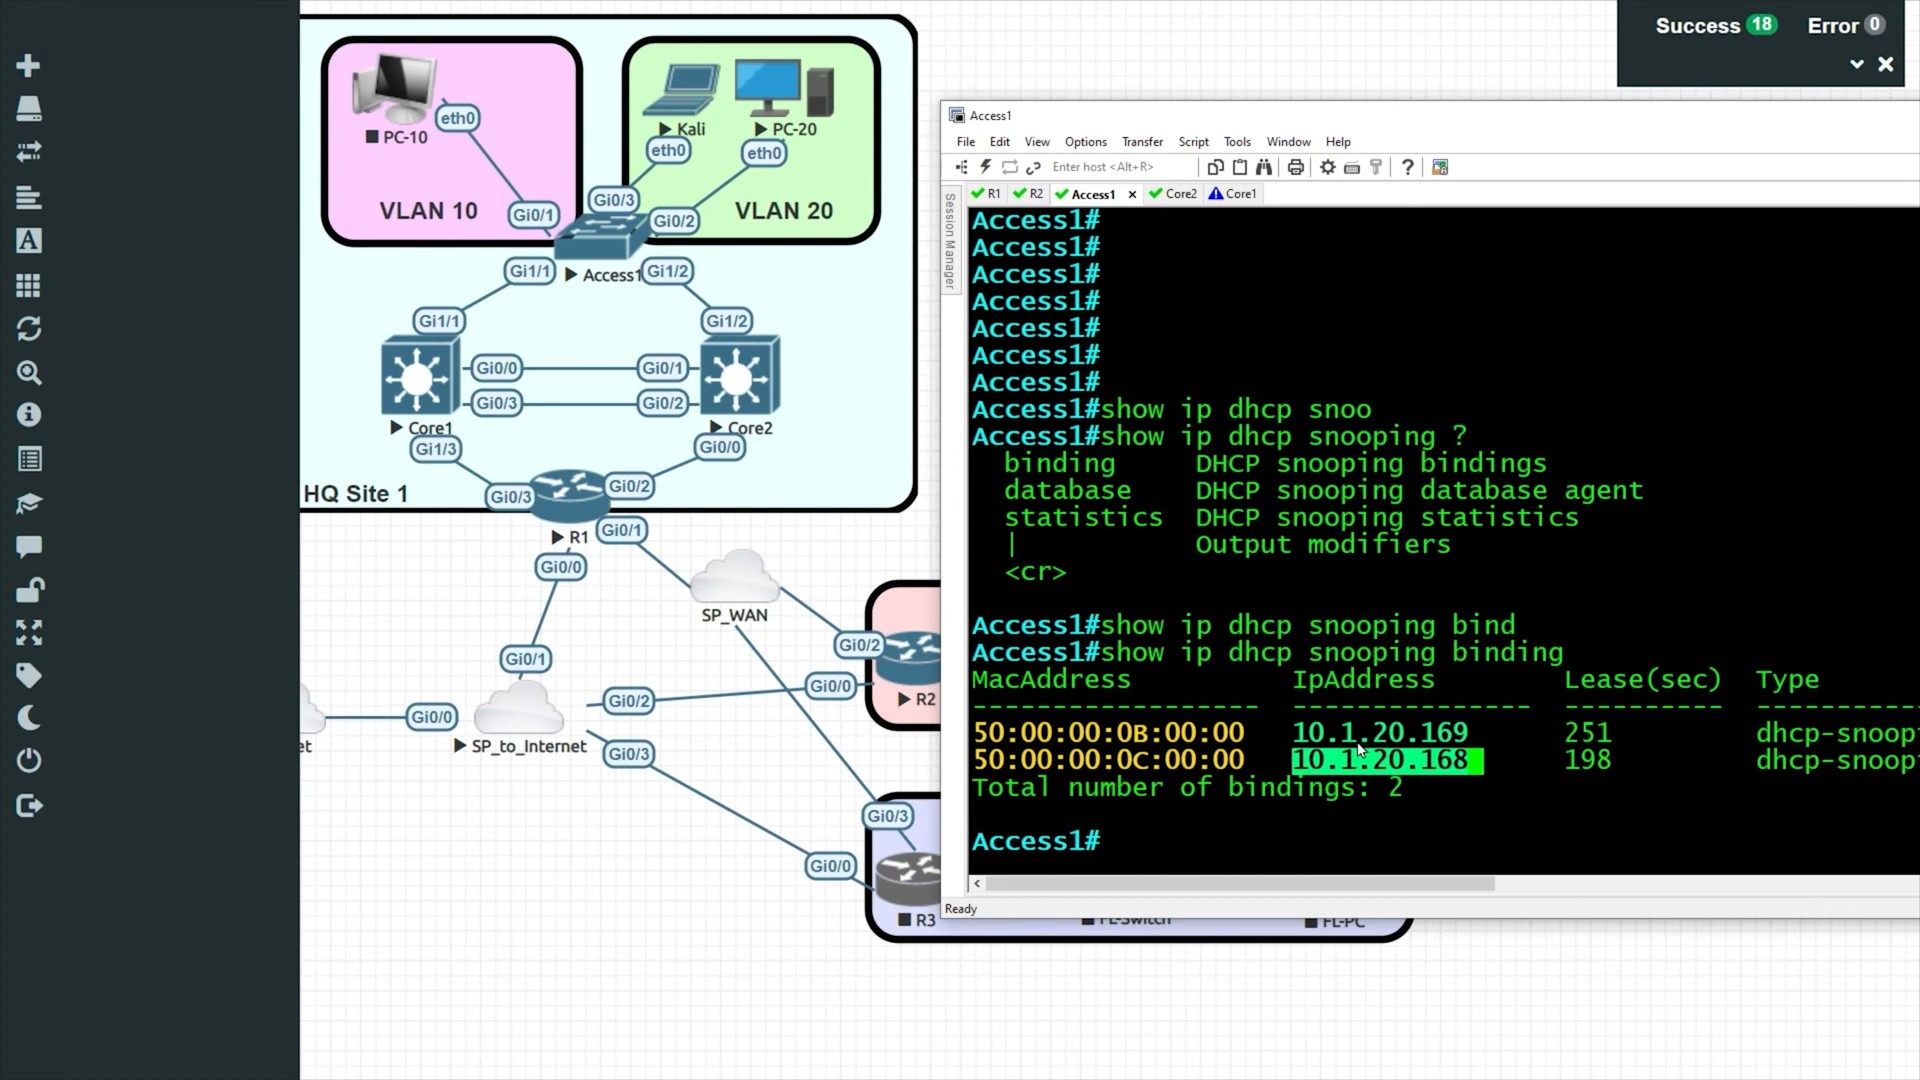 Success 18 Error 0
eth0
PC-10
VLAN 10
Kali
PC-20
eth0
eth0
VLAN 20
Gi0/1
Gi0/3
Gi0/2
Access1
Gi1/1
Gi1/2
Gi1/1
Gi1/2
Gi0/0
Gi0/1
Gi0/3
Gi0/2
Core1
Core2
Gi1/3
Gi0/0
HQ Site 1
Gi0/3
Gi0/2
R1
Gi0/1
Gi0/0
SP_WAN
Gi0/2
Gi0/1
R2
Gi0/0
Gi0/2
Gi0/0
et
SP_to_Internet
Gi0/3
Gi0/3
Gi0/0
R3
FL-Switch
FL-PC
Access1
File Edit View Options Transfer Script Tools Window Help
Enter host <Alt+R>
R1 R2 Access1 Core2 Core1
Session Manager
Access1#
Access1#
Access1#
Access1#
Access1#
Access1#
Access1#
Access1#show ip dhcp snoo
Access1#show ip dhcp snooping ?
binding DHCP snooping bindings
database DHCP snooping database agent
statistics DHCP snooping statistics
| Output modifiers
<cr>
Access1#show ip dhcp snooping bind
Access1#show ip dhcp snooping binding
MacAddress IpAddress Lease(sec) Type
------------------ --------------- ---------- -----------
50:00:00:0B:00:00 10.1.20.169 251 dhcp-snoop
50:00:00:0C:00:00 10.1.20.168 198 dhcp-snoop
Total number of bindings: 2
Access1#
Ready